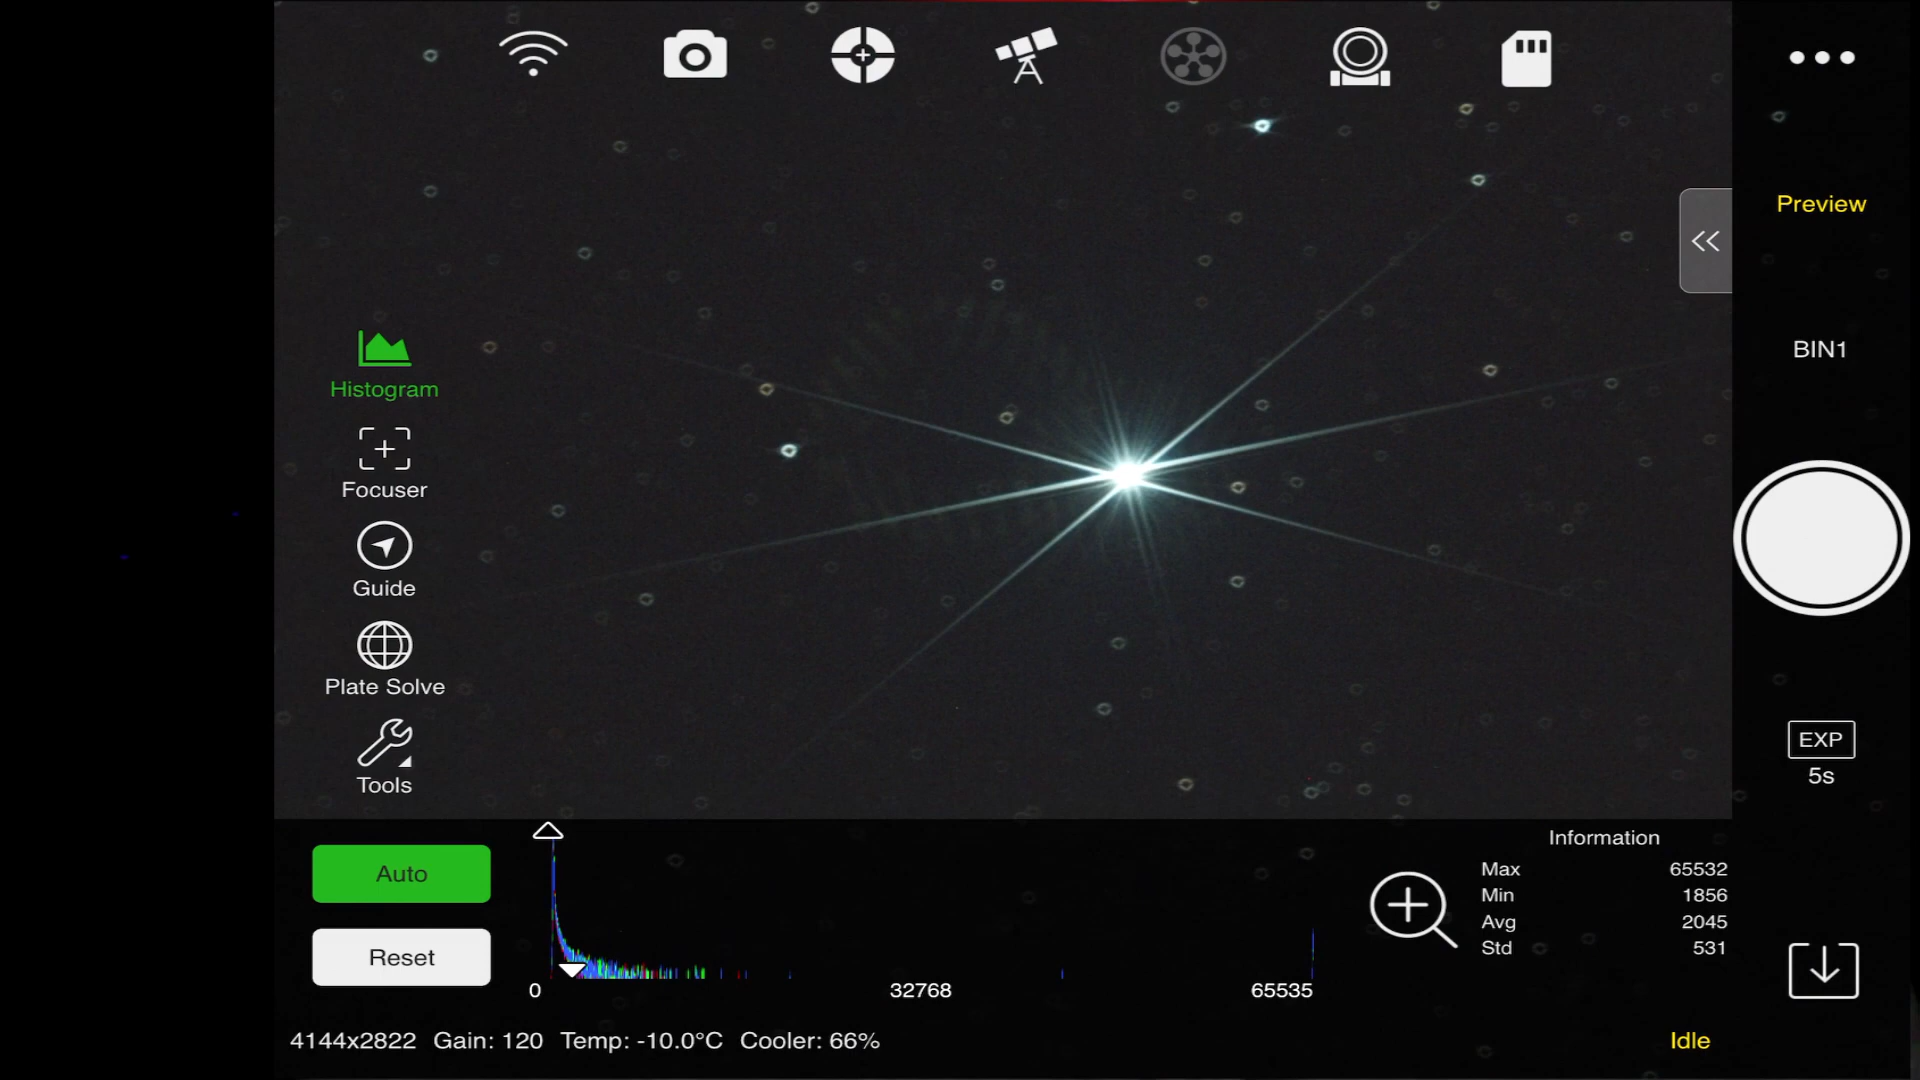 Preview
BIN1
Histogram
Focuser
Guide
Plate Solve
Tools
EXP
5s
Auto
Reset
0
32768
65535
Information
Max 65532
Min 1856
Avg 2045
Std 531
4144x2822 Gain: 120 Temp: -10.0°C Cooler: 66%
Idle